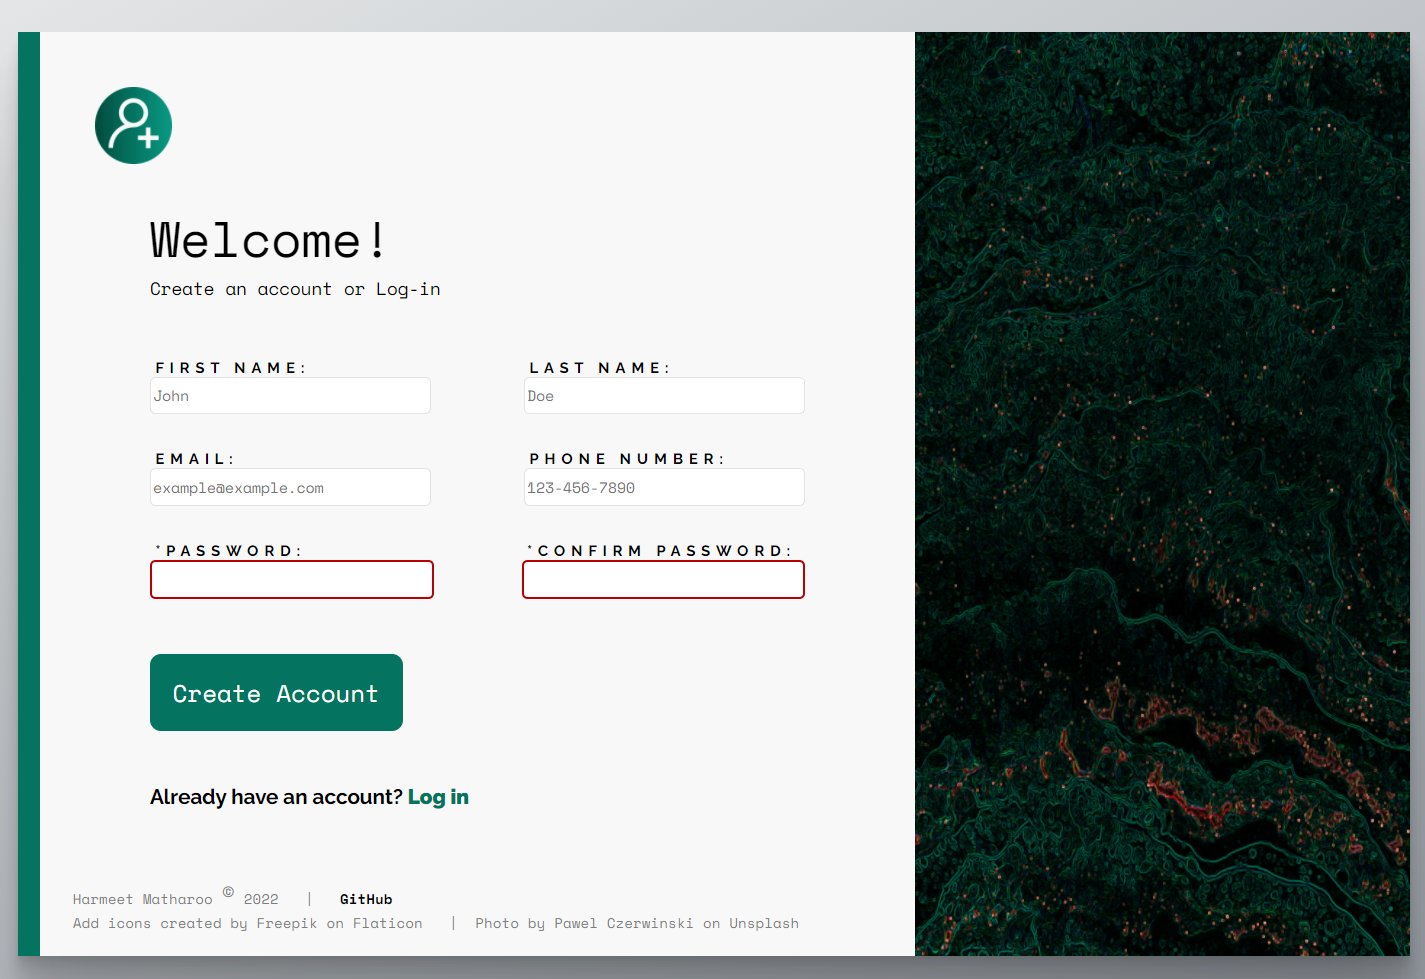 Welcome!
Create an account or Log-in
FIRST NAME: LAST NAME:
John Doe
EMAIL: PHONE NUMBER:
example@example.com 123-456-7890
*PASSWORD: *CONFIRM PASSWORD:
Create Account
Already have an account? Log in
Harmeet Matharoo © 2022 | GitHub
Add icons created by Freepik on Flaticon | Photo by Pawel Czerwinski on Unsplash